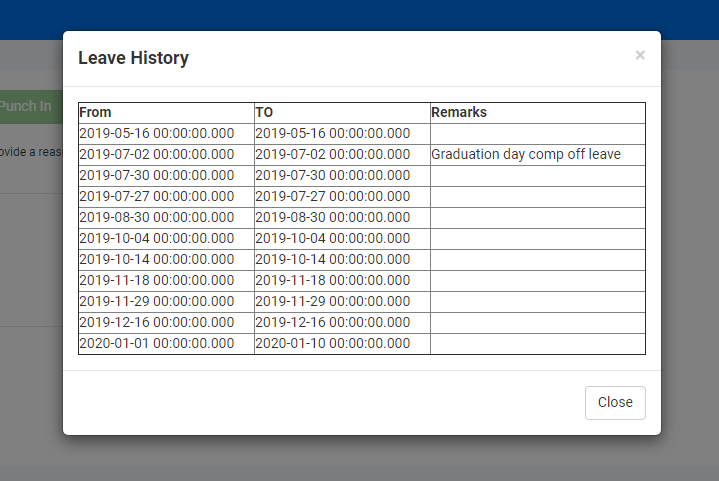 Leave History ×
Punch In
ovide a reas
From TO Remarks
2019-05-16 00:00:00.000 2019-05-16 00:00:00.000
2019-07-02 00:00:00.000 2019-07-02 00:00:00.000 Graduation day comp off leave
2019-07-30 00:00:00.000 2019-07-30 00:00:00.000
2019-07-27 00:00:00.000 2019-07-27 00:00:00.000
2019-08-30 00:00:00.000 2019-08-30 00:00:00.000
2019-10-04 00:00:00.000 2019-10-04 00:00:00.000
2019-10-14 00:00:00.000 2019-10-14 00:00:00.000
2019-11-18 00:00:00.000 2019-11-18 00:00:00.000
2019-11-29 00:00:00.000 2019-11-29 00:00:00.000
2019-12-16 00:00:00.000 2019-12-16 00:00:00.000
2020-01-01 00:00:00.000 2020-01-10 00:00:00.000
Close